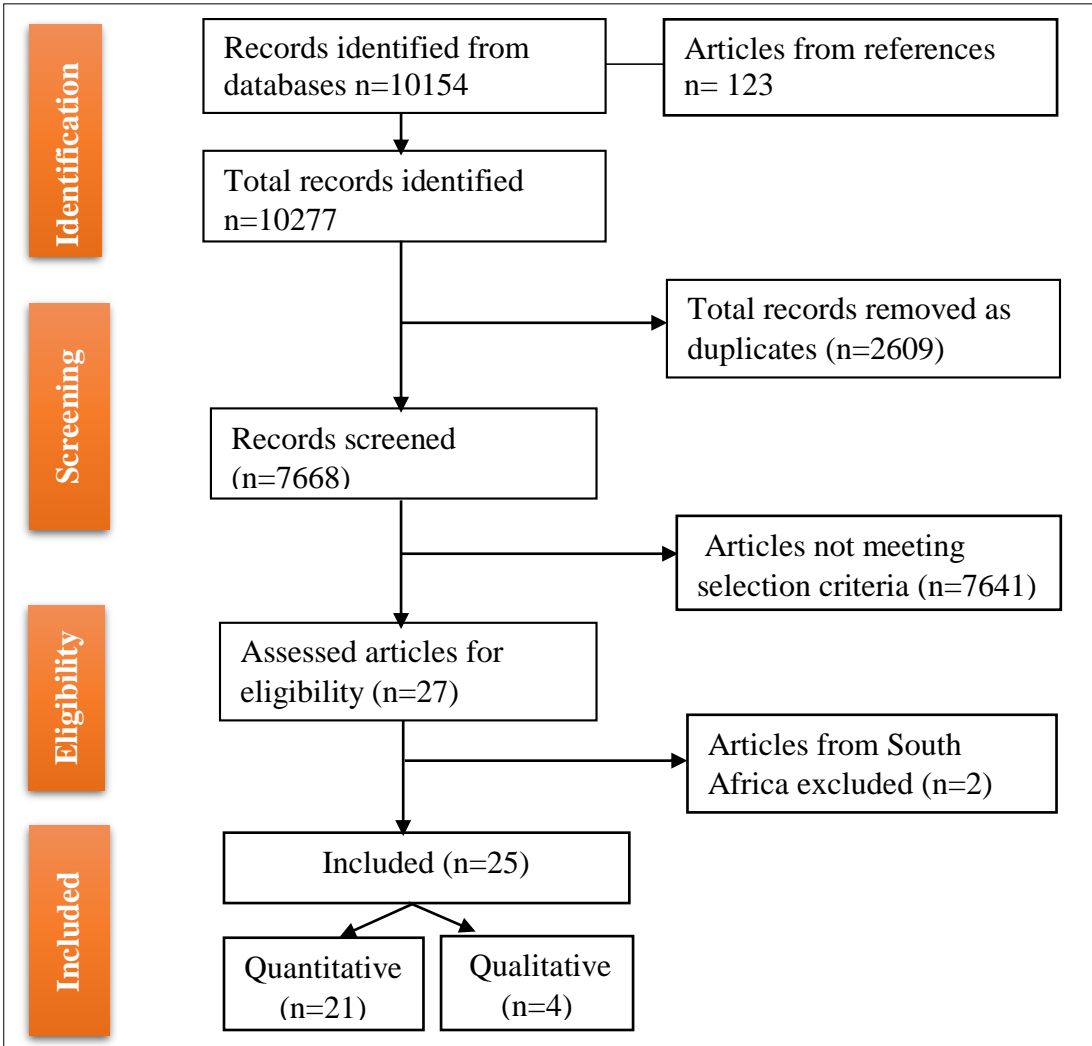 Identification
Records identified from
databases n=10154
Articles from references
n= 123
Total records identified
n=10277
Screening
Total records removed as
duplicates (n=2609)
Records screened
(n=7668)
Articles not meeting
selection criteria (n=7641)
Eligibility
Assessed articles for
eligibility (n=27)
Articles from South
Africa excluded (n=2)
Included
Included (n=25)
Quantitative
(n=21)
Qualitative
(n=4)